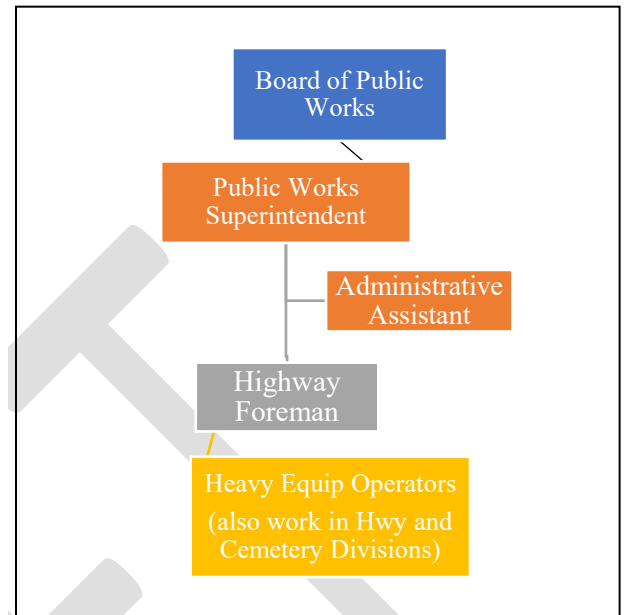 Board of Public
Works
Public Works
Superintendent
Administrative
Assistant
Highway
Foreman
Heavy Equip Operators
(also work in Hwy and
Cemetery Divisions)